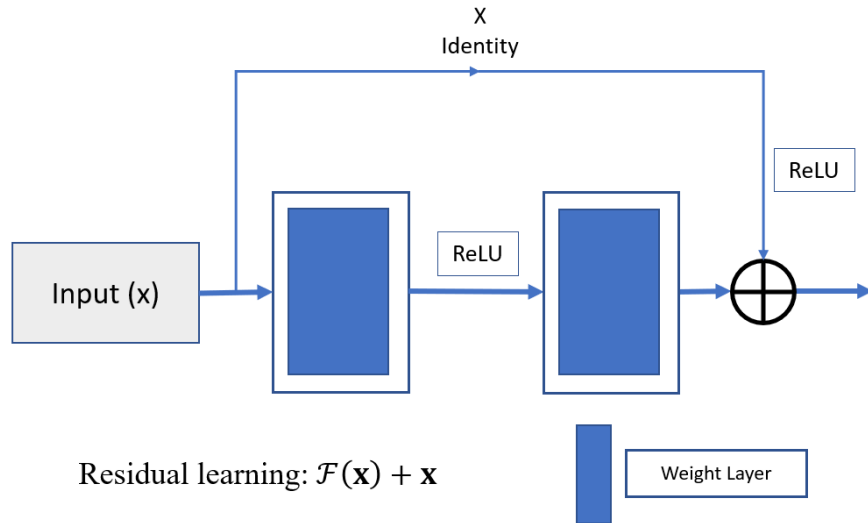 X
Identity
ReLU
ReLU
Input (x)
Residual learning: ℱ(x) + x
Weight Layer